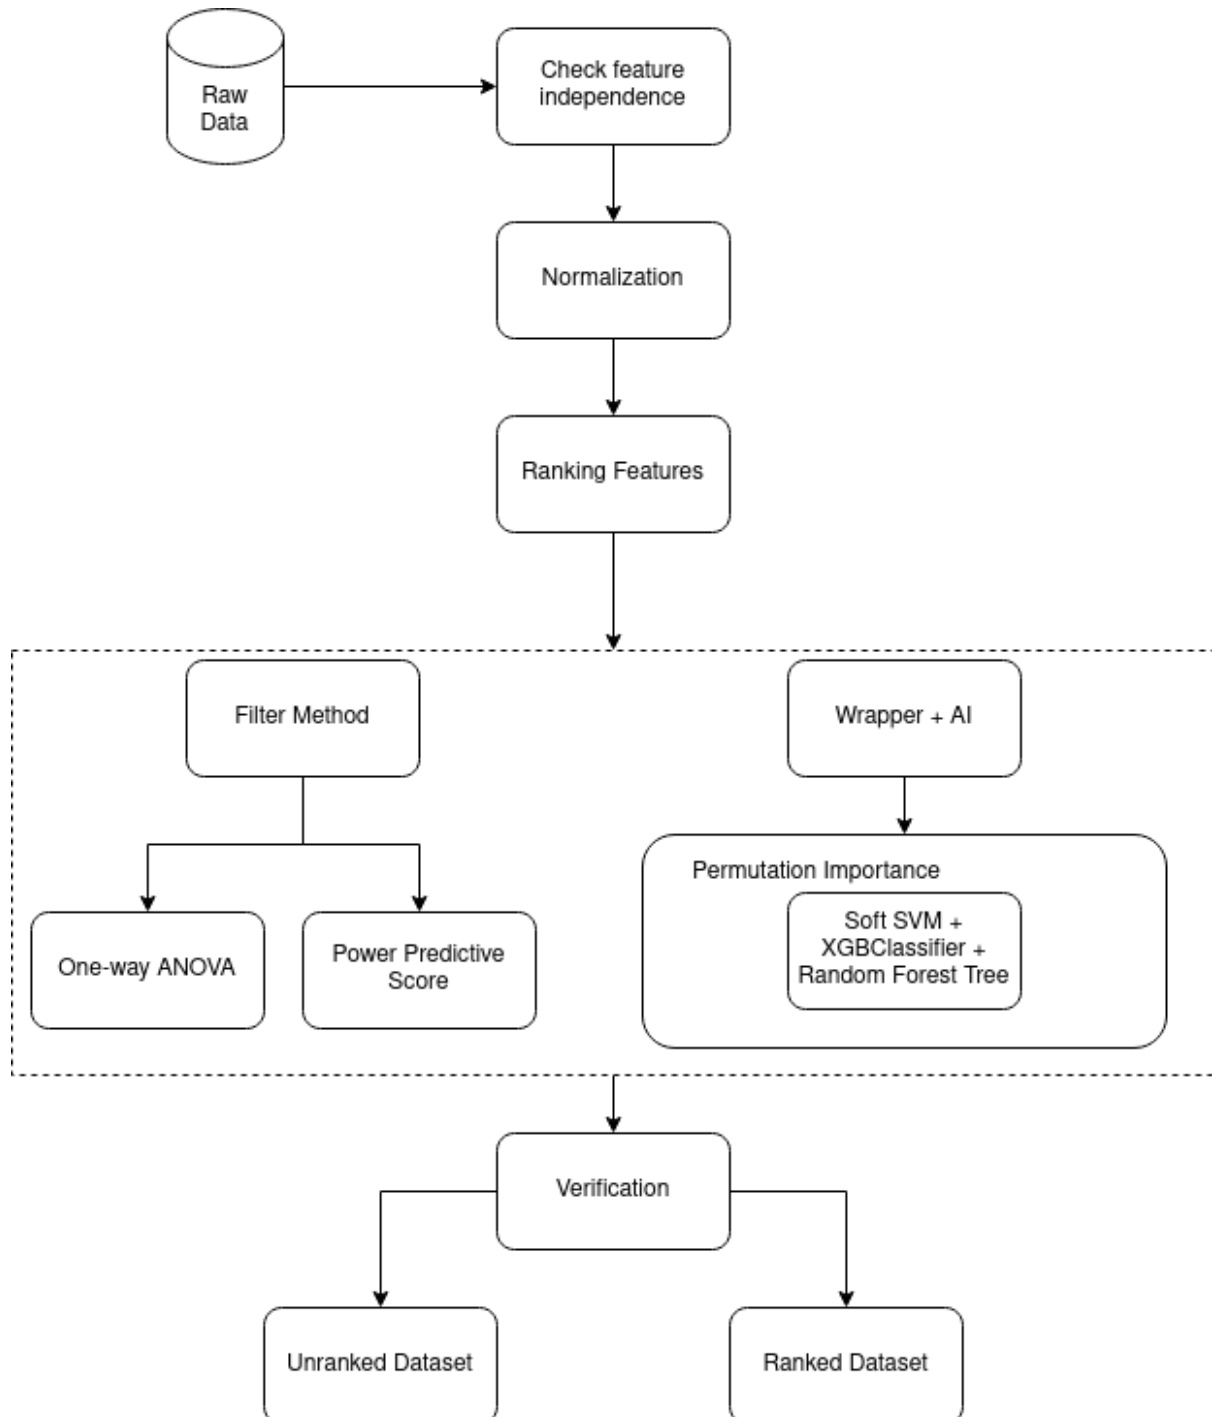 Raw
Data
Check feature
independence
Normalization
Ranking Features
Filter Method
Wrapper + AI
One-way ANOVA
Power Predictive
Score
Permutation Importance
Soft SVM +
XGBClassifier +
Random Forest Tree
Verification
Unranked Dataset
Ranked Dataset